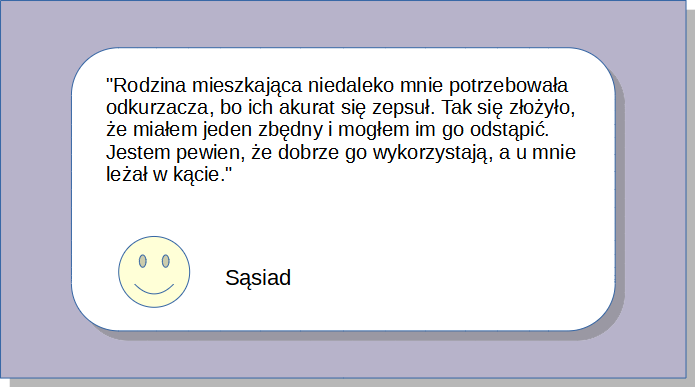 "Rodzina mieszkająca niedaleko mnie potrzebowała
odkurzacza, bo ich akurat się zepsuł. Tak się złożyło,
że miałem jeden zbędny i mogłem im go odstąpić.
Jestem pewien, że dobrze go wykorzystają, a u mnie
leżał w kącie."
Sąsiad